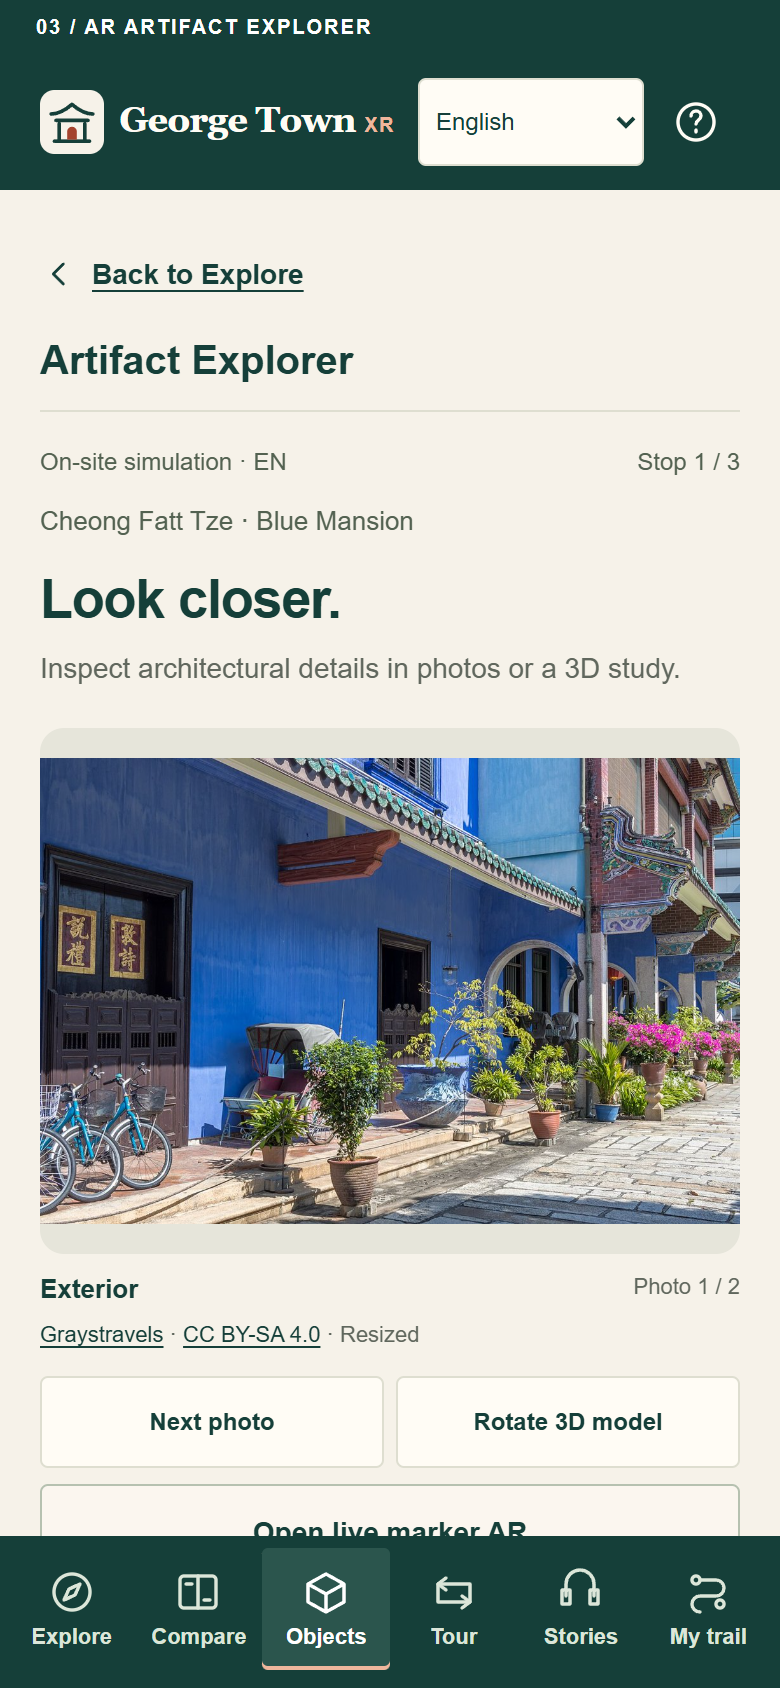 03 / AR ARTIFACT EXPLORER
George Town XR
English
Back to Explore
Artifact Explorer
On-site simulation · EN
Stop 1 / 3
Cheong Fatt Tze · Blue Mansion
Look closer.
Inspect architectural details in photos or a 3D study.
説禮
敦詩
Exterior
Photo 1 / 2
Graystravels · CC BY-SA 4.0 · Resized
Next photo
Rotate 3D model
Open live marker AR
Explore
Compare
Objects
Tour
Stories
My trail